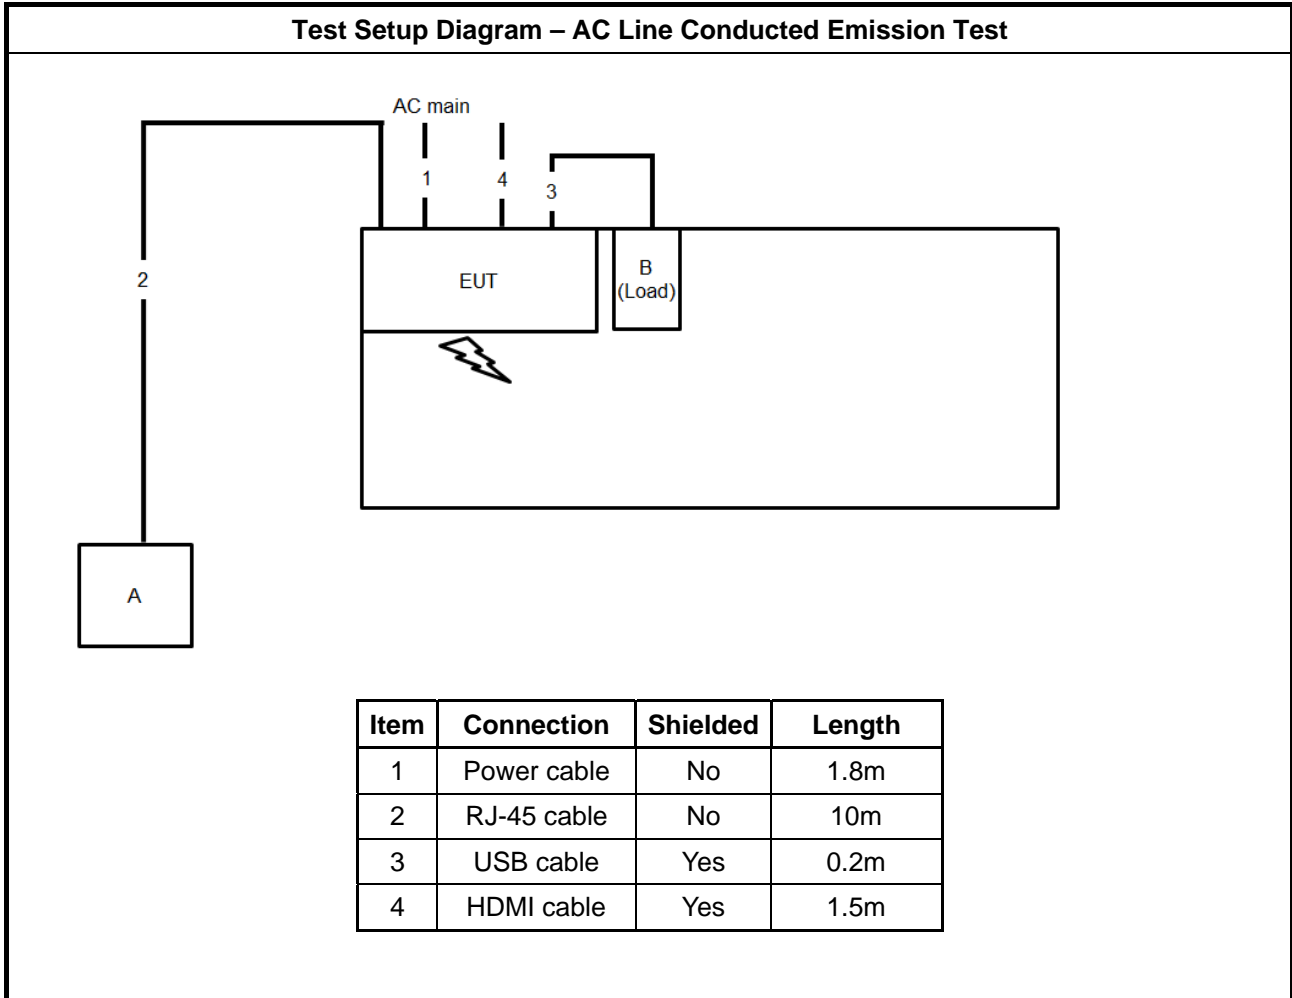 Test Setup Diagram – AC Line Conducted Emission Test
AC main
1
4
3
2
EUT
B
(Load)
A
Item Connection Shielded Length
1 Power cable No 1.8m
2 RJ-45 cable No 10m
3 USB cable Yes 0.2m
4 HDMI cable Yes 1.5m